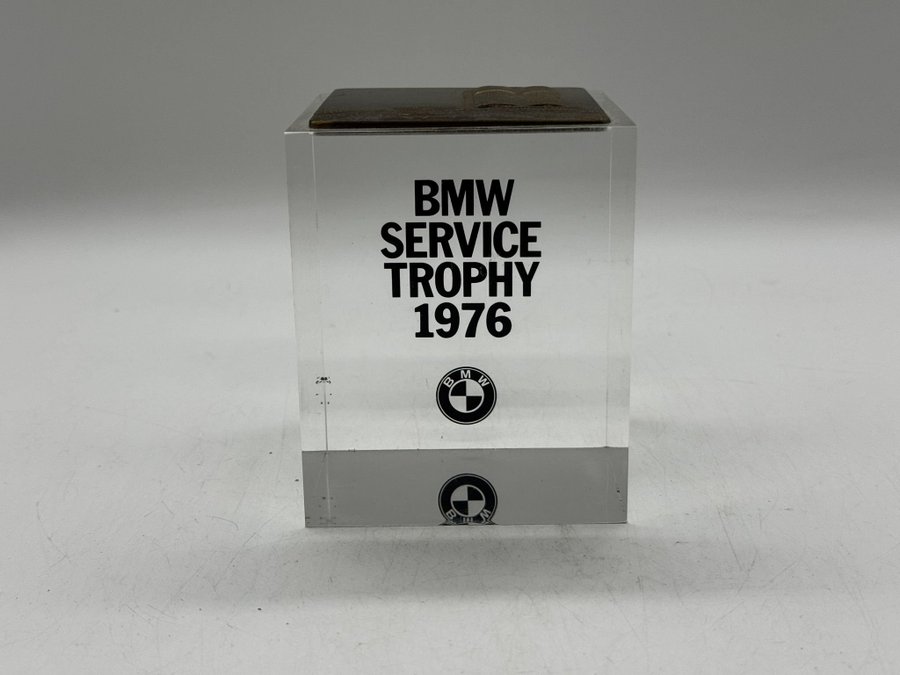 BMW
SERVICE
TROPHY
1976
BMW